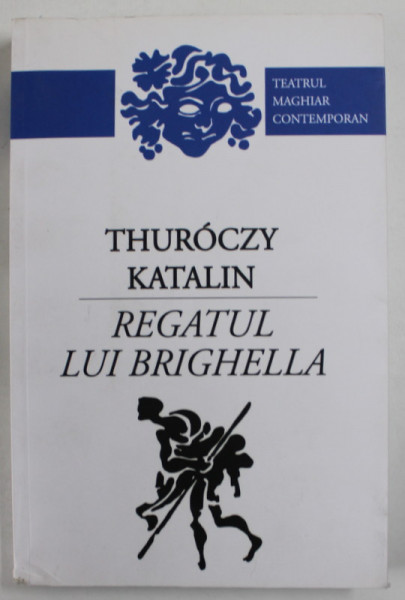 TEATRUL
MAGHIAR
CONTEMPORAN
THURÓCZY
KATALIN
REGATUL
LUI BRIGHELLA